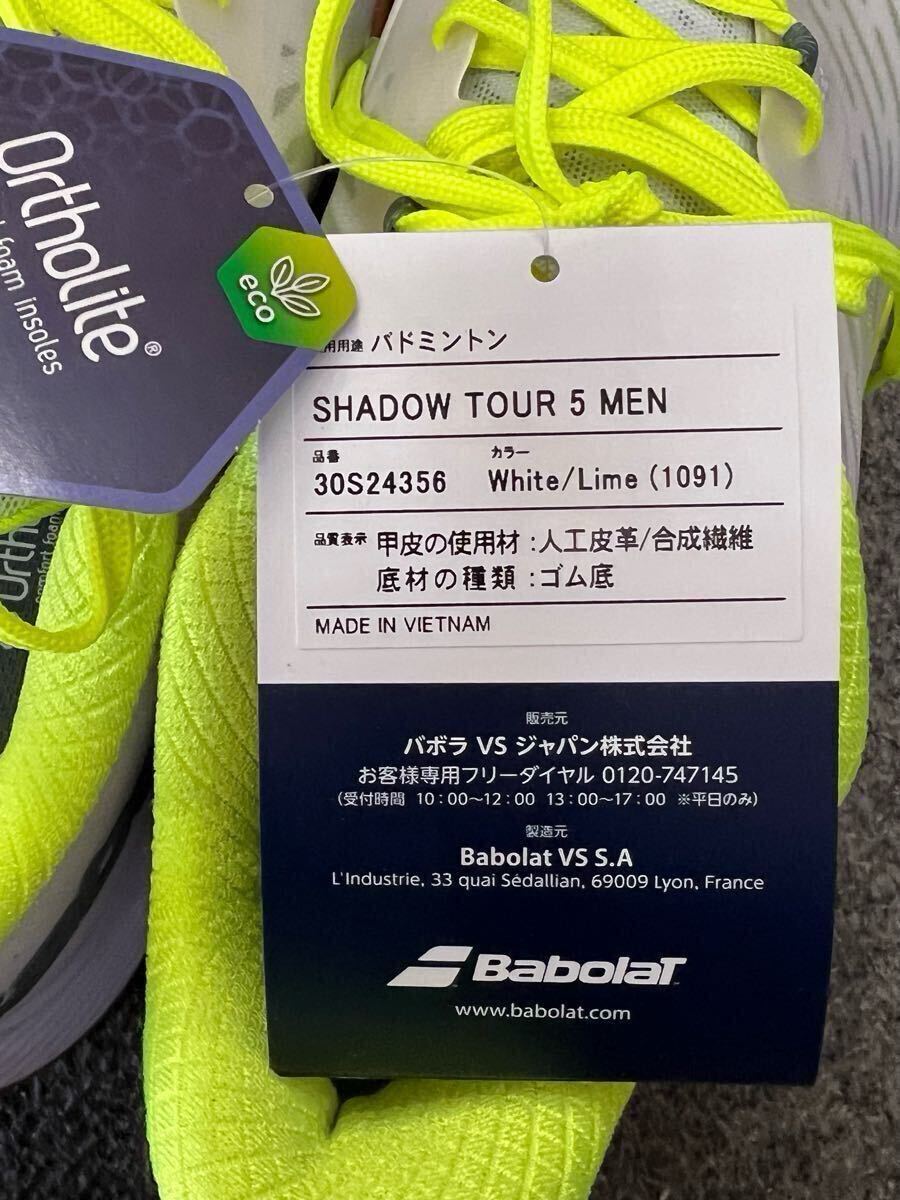 Ortholite®
foam insoles
eco
用用途 バドミントン
SHADOW TOUR 5 MEN
品番 カラー
30S24356 White/Lime (1091)
品質表示 甲皮の使用材:人工皮革/合成繊維
底材の種類:ゴム底
MADE IN VIETNAM
販売元
バボラ VS ジャパン株式会社
お客様専用フリーダイヤル 0120-747145
(受付時間 10:00~12:00 13:00~17:00 ※平日のみ)
製造元
Babolat VS S.A
L'Industrie, 33 quai Sédallian, 69009 Lyon, France
Babolat
www.babolat.com